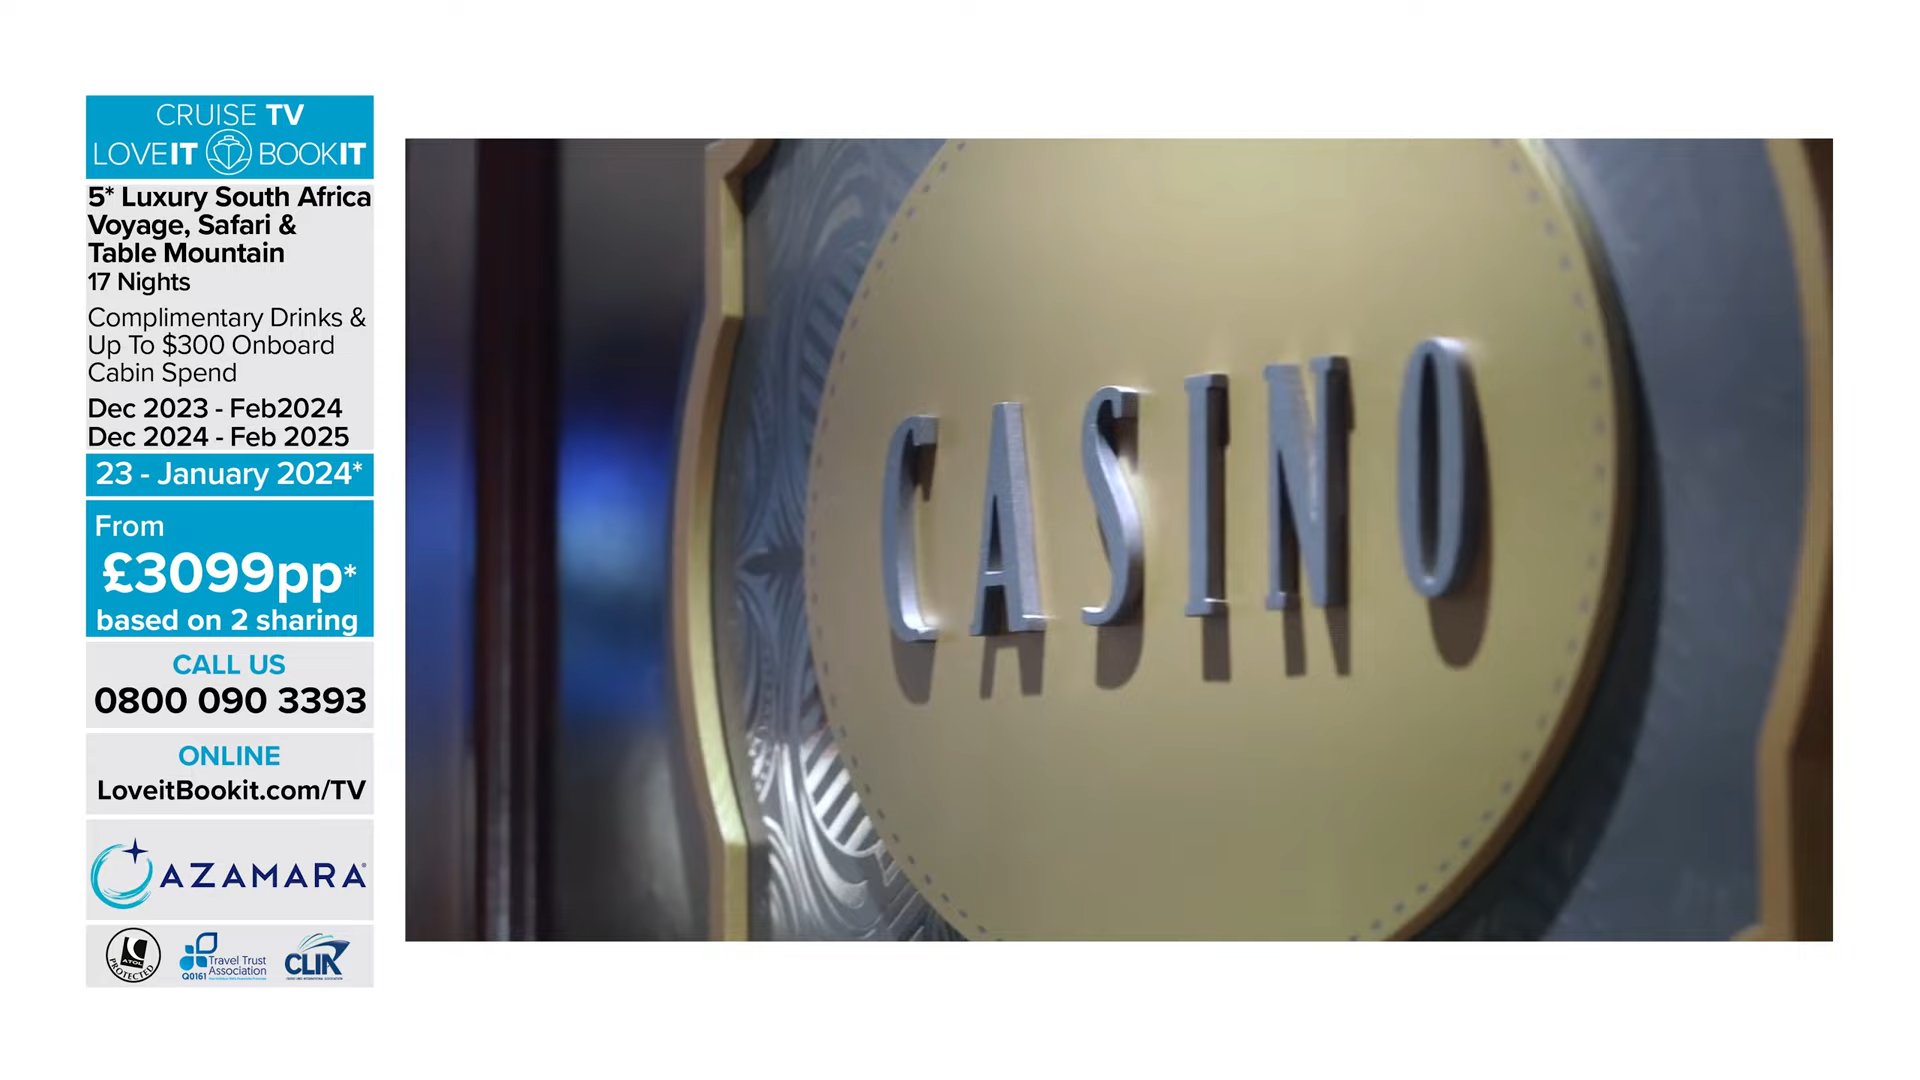 CRUISE TV
LOVEIT BOOKIT
5* Luxury South Africa
Voyage, Safari &
Table Mountain
17 Nights
Complimentary Drinks &
Up To $300 Onboard
Cabin Spend
Dec 2023 - Feb2024
Dec 2024 - Feb 2025
23 - January 2024*
From
£3099pp*
based on 2 sharing
CALL US
0800 090 3393
ONLINE
LoveitBookit.com/TV
AZAMARA
ATOL
PROTECTED
Travel Trust
Association
Q0161
CLIA
CASINO